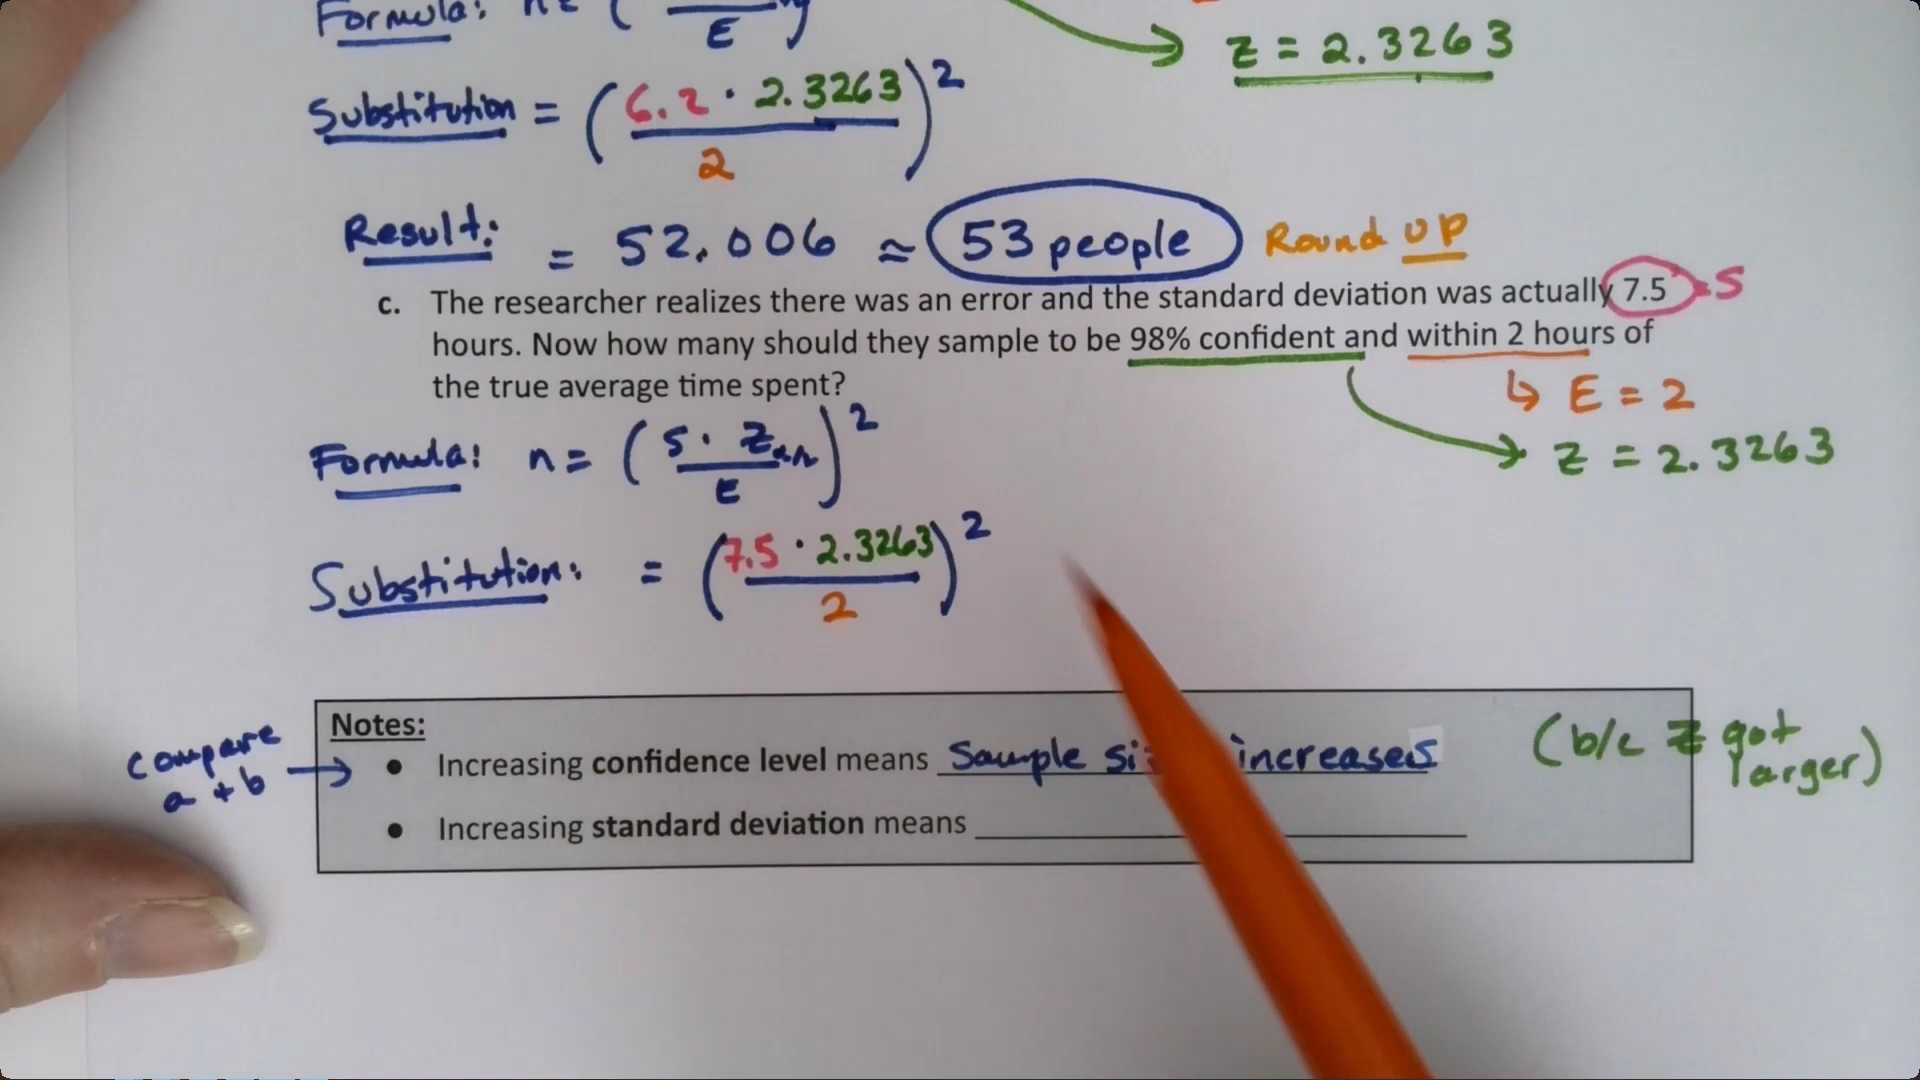 Formula: n =
E
z = 2.3263
Substitution = (6.2 · 2.3263 / 2)²
Result: = 52.006 ≈ 53 people Round UP
c. The researcher realizes there was an error and the standard deviation was actually 7.5 S
hours. Now how many should they sample to be 98% confident and within 2 hours of
the true average time spent?
↳ E = 2
z = 2.3263
Formula: n = (s · z / E)²
Substitution: = (7.5 · 2.3263 / 2)²
Notes:
compare a + b → • Increasing confidence level means Sample increases (b/c z got larger)
• Increasing standard deviation means